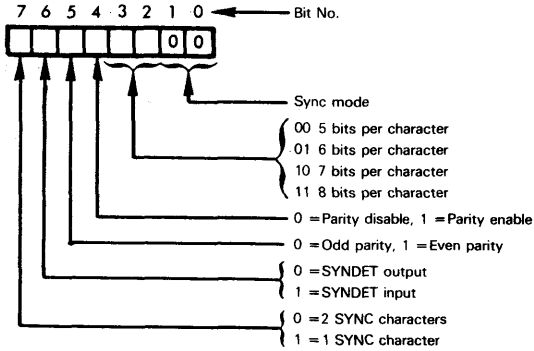 7 6 5 4 3 2 1 0 Bit No.
0 0
Sync mode
00 5 bits per character
01 6 bits per character
10 7 bits per character
11 8 bits per character
0 =Parity disable, 1 =Parity enable
0 =Odd parity, 1 =Even parity
0 =SYNDET output
1 =SYNDET input
0 =2 SYNC characters
1 =1 SYNC character